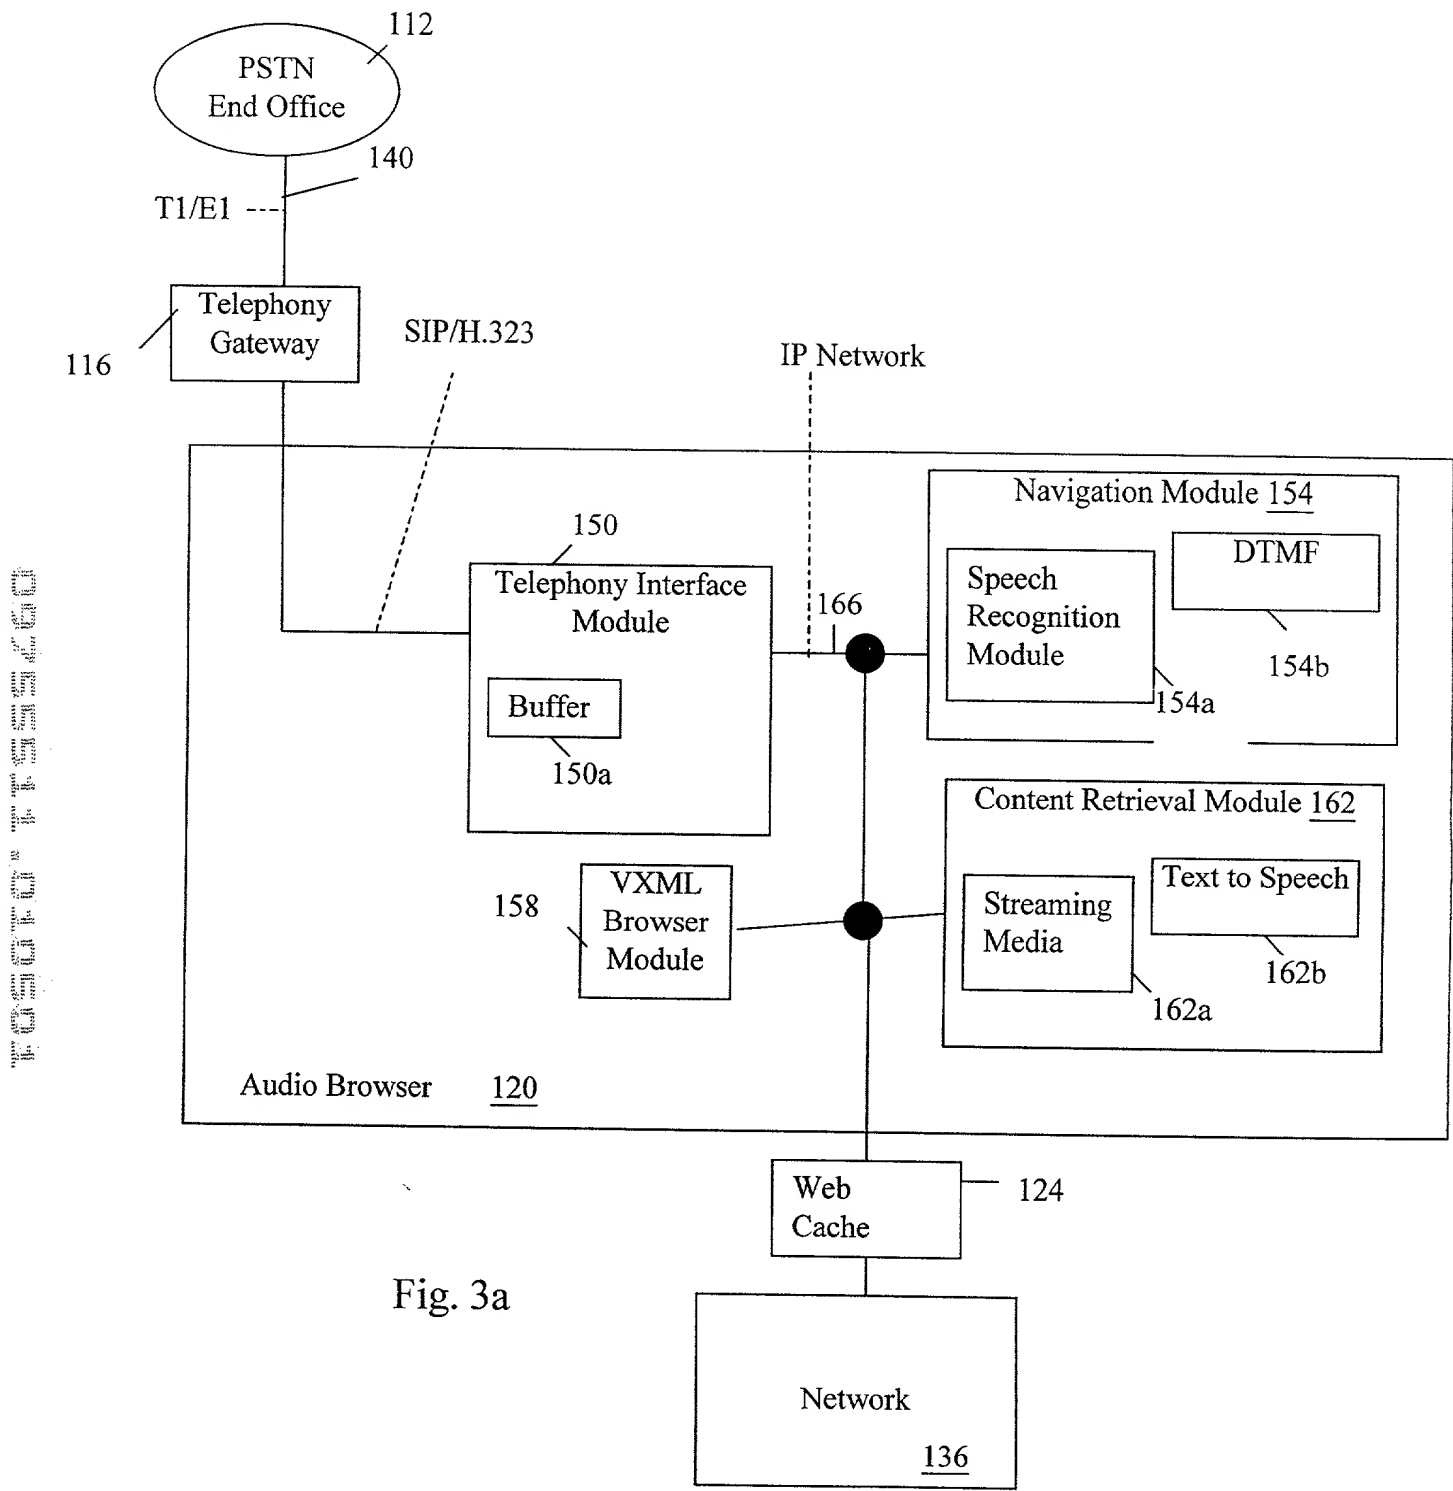 112
PSTN
End Office
140
T1/E1
Telephony
Gateway
116
SIP/H.323
IP Network
Navigation Module 154
150
DTMF
Telephony Interface
Module
Speech
Recognition
Module
166
154b
154a
Buffer
150a
Content Retrieval Module 162
VXML
Browser
Module
158
Text to Speech
Streaming
Media
162b
162a
Audio Browser 120
Web
Cache
124
Fig. 3a
Network
136
09755511.010501